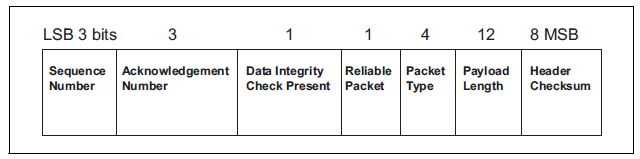 LSB 3 bits 3 1 1 4 12 8 MSB
Sequence Number
Acknowledgement Number
Data Integrity Check Present
Reliable Packet
Packet Type
Payload Length
Header Checksum